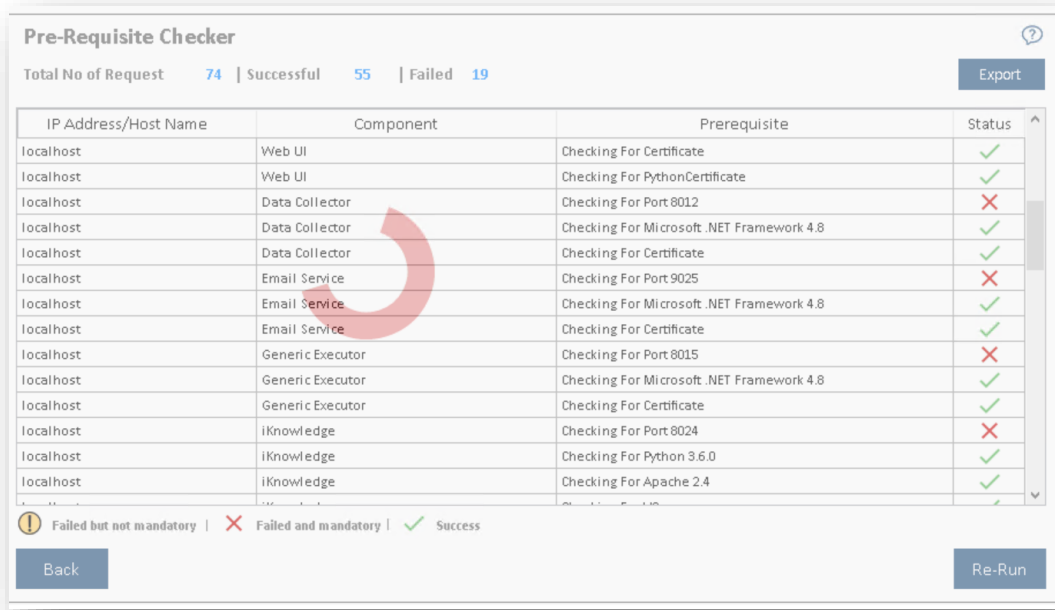 Pre-Requisite Checker
Total No of Request 74 | Successful 55 | Failed 19
Export
IP Address/Host Name Component Prerequisite Status
localhost Web UI Checking For Certificate
localhost Web UI Checking For PythonCertificate
localhost Data Collector Checking For Port 8012
localhost Data Collector Checking For Microsoft .NET Framework 4.8
localhost Data Collector Checking For Certificate
localhost Email Service Checking For Port 9025
localhost Email Service Checking For Microsoft .NET Framework 4.8
localhost Email Service Checking For Certificate
localhost Generic Executor Checking For Port 8015
localhost Generic Executor Checking For Microsoft .NET Framework 4.8
localhost Generic Executor Checking For Certificate
localhost iKnowledge Checking For Port 8024
localhost iKnowledge Checking For Python 3.6.0
localhost iKnowledge Checking For Apache 2.4
Failed but not mandatory | Failed and mandatory | Success
Back
Re-Run